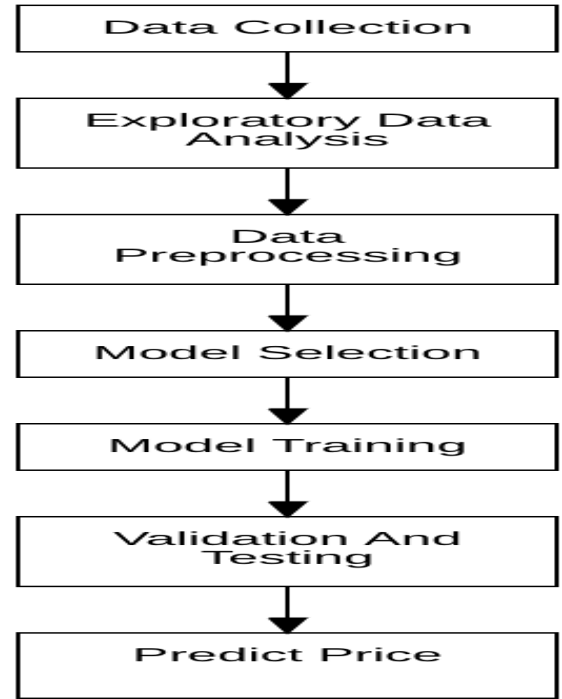 Data Collection
Exploratory Data
Analysis
Data
Preprocessing
Model Selection
Model Training
Validation And
Testing
Predict Price